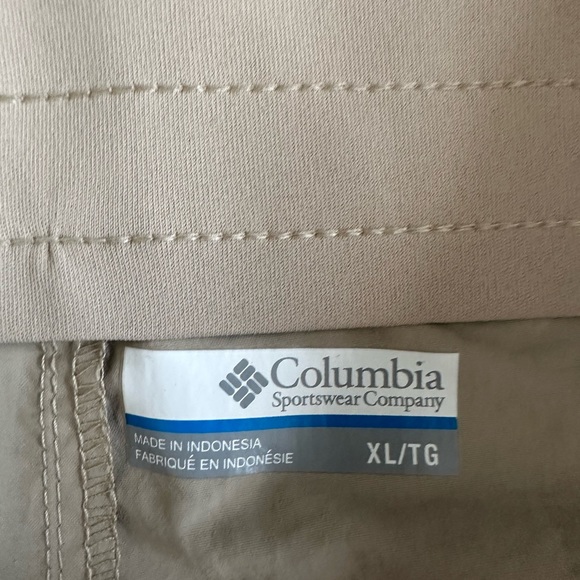 Columbia
Sportswear Company
MADE IN INDONESIA
FABRIQUÉ EN INDONÉSIE
XL/TG